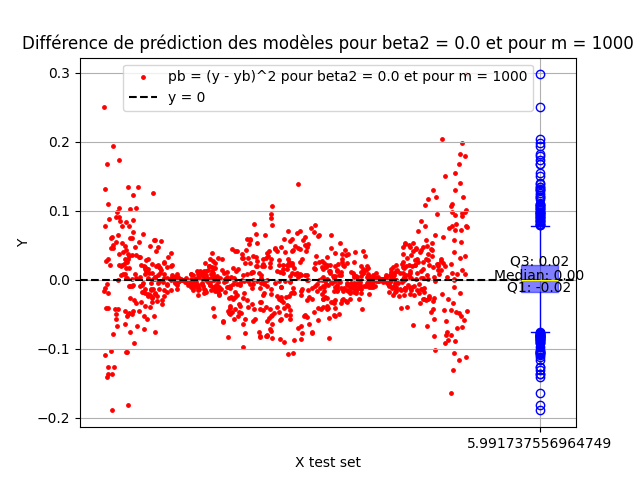 Différence de prédiction des modèles pour beta2 = 0.0 et pour m = 1000
pb = (y - yb)^2 pour beta2 = 0.0 et pour m = 1000
y = 0
0.3
0.2
0.1
0.0
−0.1
−0.2
Y
Q3: 0.02
Median: 0.00
Q1: -0.02
5.991737556964749
X test set